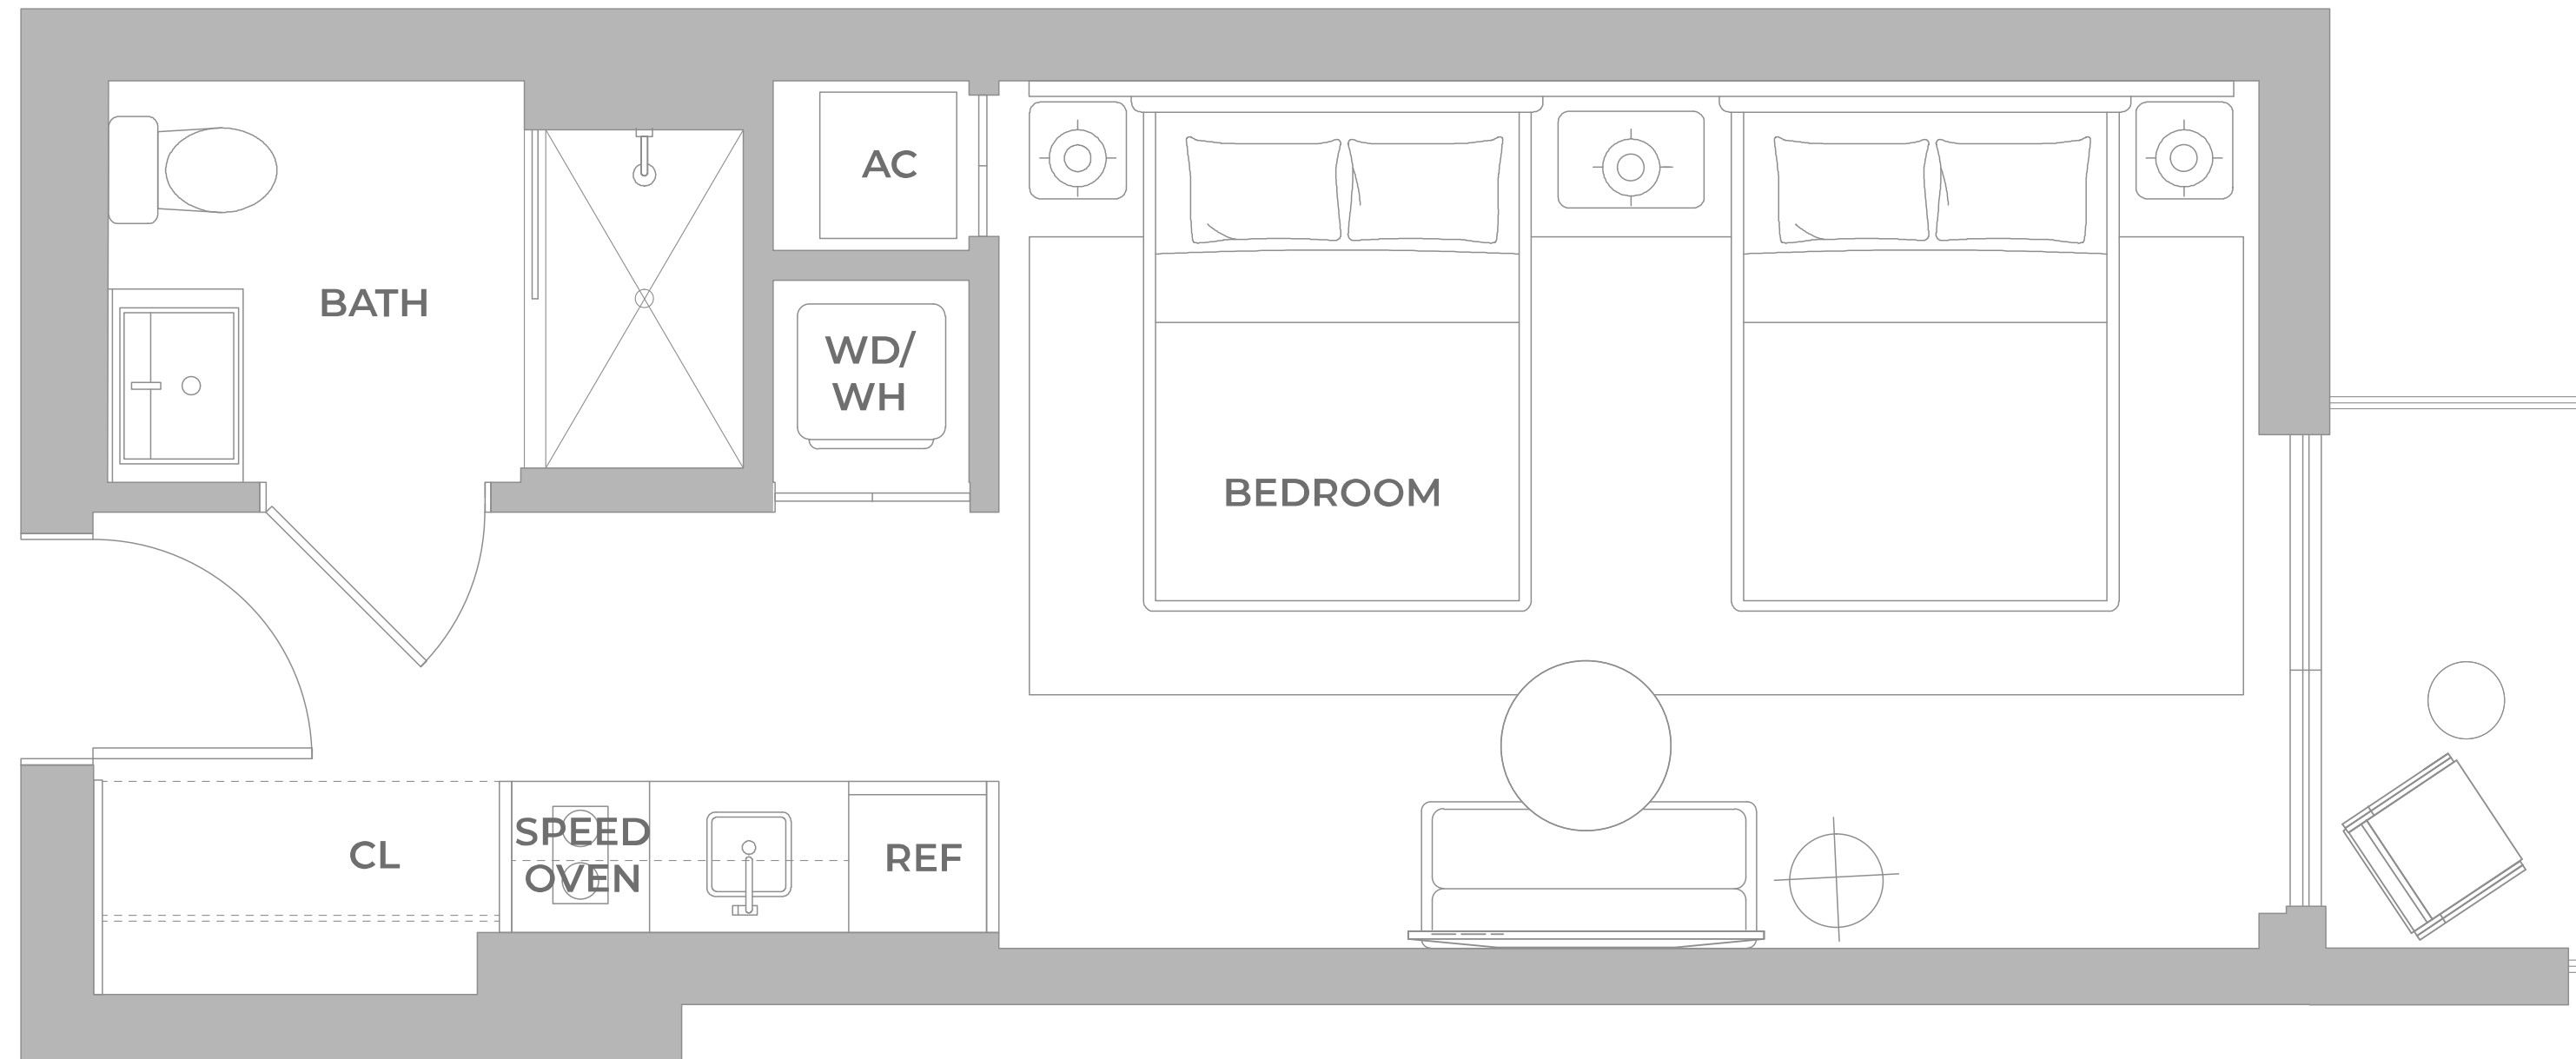 AC
BATH
WD/
WH
BEDROOM
SPEED
OVEN
CL
REF